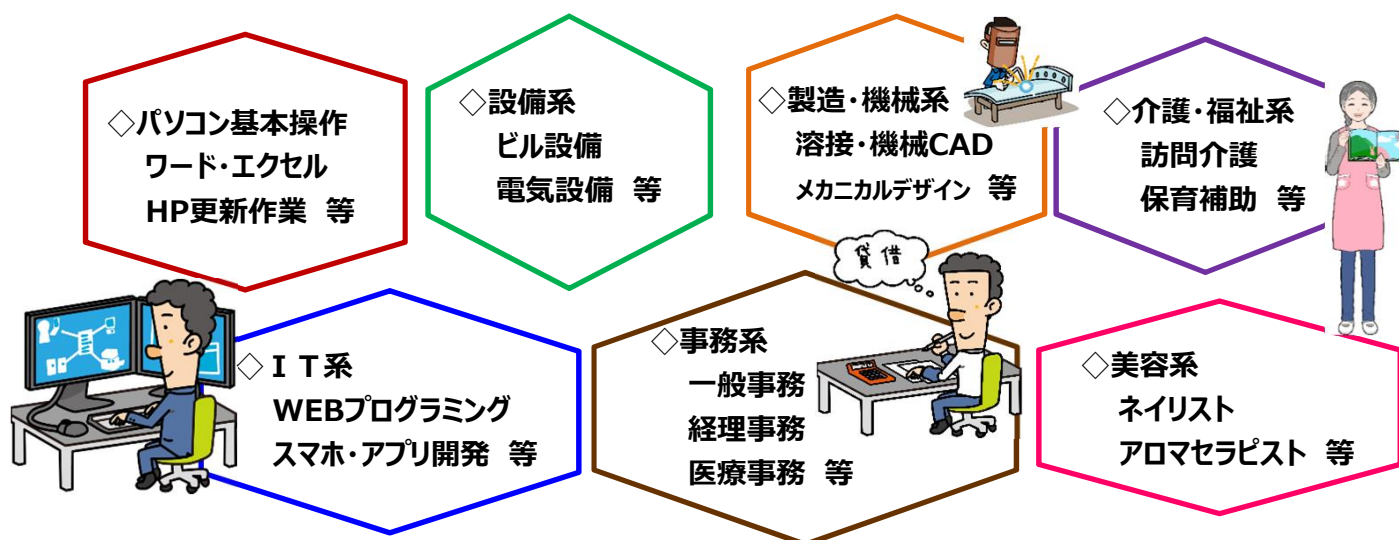 ◇パソコン基本操作
ワード・エクセル
HP更新作業 等
◇設備系
ビル設備
電気設備 等
◇製造・機械系
溶接・機械CAD
メカニカルデザイン 等
◇介護・福祉系
訪問介護
保育補助 等
◇ＩＴ系
WEBプログラミング
スマホ・アプリ開発 等
貸借
◇事務系
一般事務
経理事務
医療事務 等
◇美容系
ネイリスト
アロマセラピスト 等